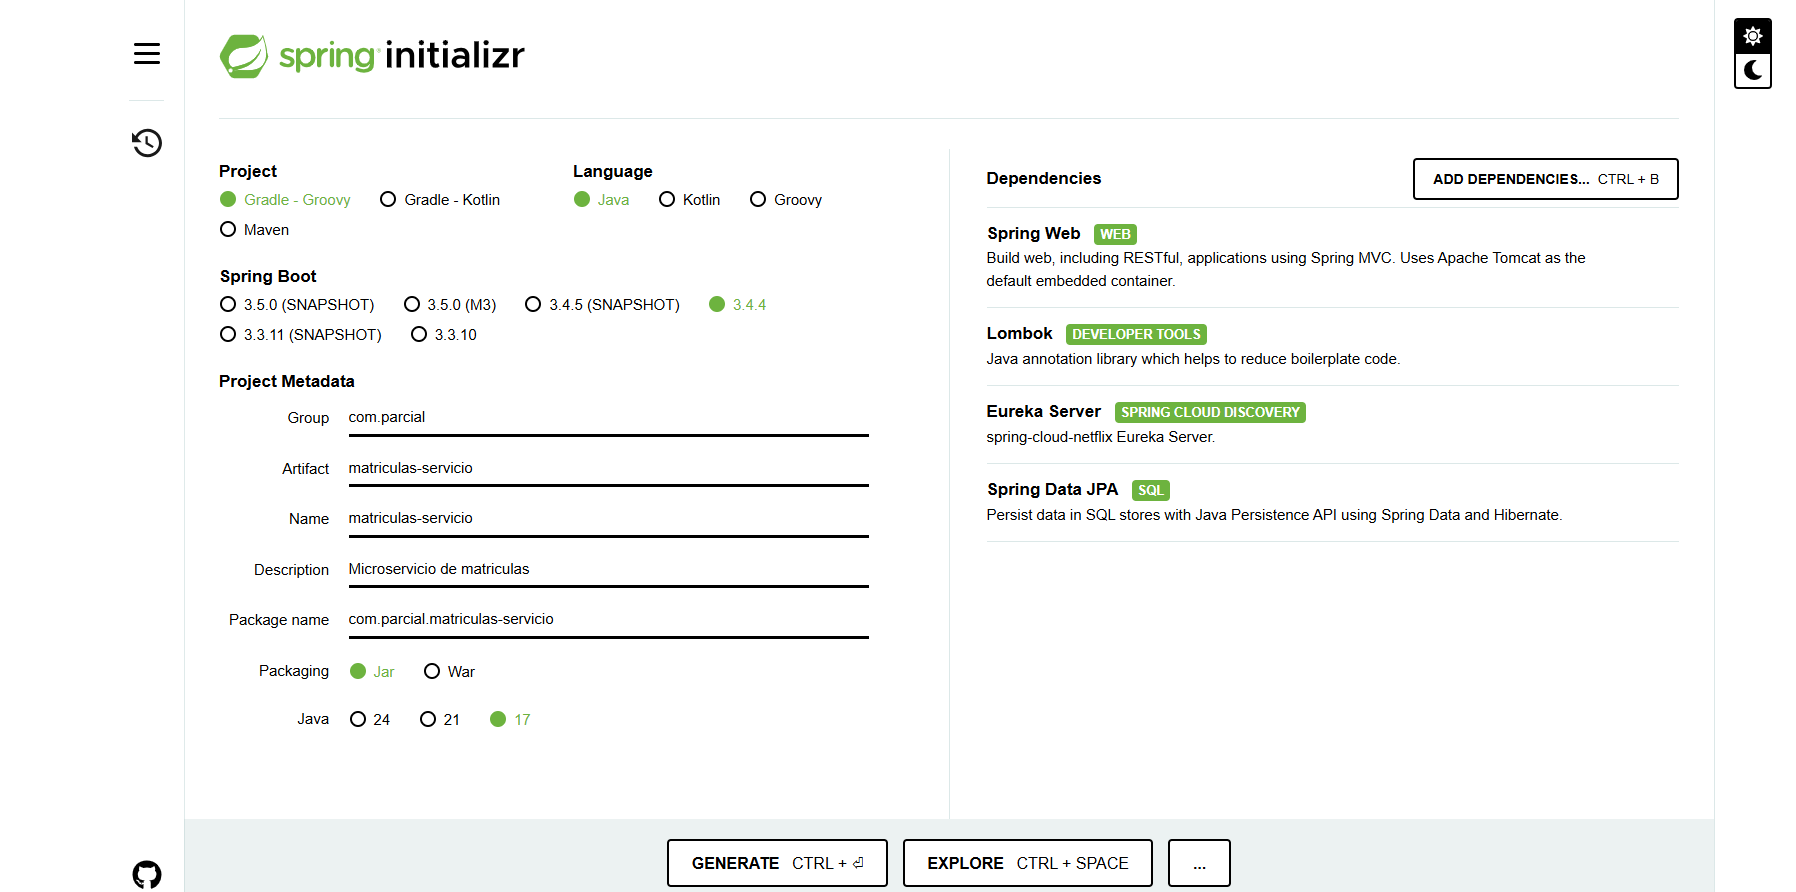 spring initializr
Project
Gradle - Groovy Gradle - Kotlin
Maven
Language
Java Kotlin Groovy
Spring Boot
3.5.0 (SNAPSHOT) 3.5.0 (M3) 3.4.5 (SNAPSHOT) 3.4.4
3.3.11 (SNAPSHOT) 3.3.10
Project Metadata
Group com.parcial
Artifact matriculas-servicio
Name matriculas-servicio
Description Microservicio de matriculas
Package name com.parcial.matriculas-servicio
Packaging Jar War
Java 24 21 17
Dependencies ADD DEPENDENCIES... CTRL + B
Spring Web WEB
Build web, including RESTful, applications using Spring MVC. Uses Apache Tomcat as the
default embedded container.
Lombok DEVELOPER TOOLS
Java annotation library which helps to reduce boilerplate code.
Eureka Server SPRING CLOUD DISCOVERY
spring-cloud-netflix Eureka Server.
Spring Data JPA SQL
Persist data in SQL stores with Java Persistence API using Spring Data and Hibernate.
GENERATE CTRL + ⏎ EXPLORE CTRL + SPACE ...